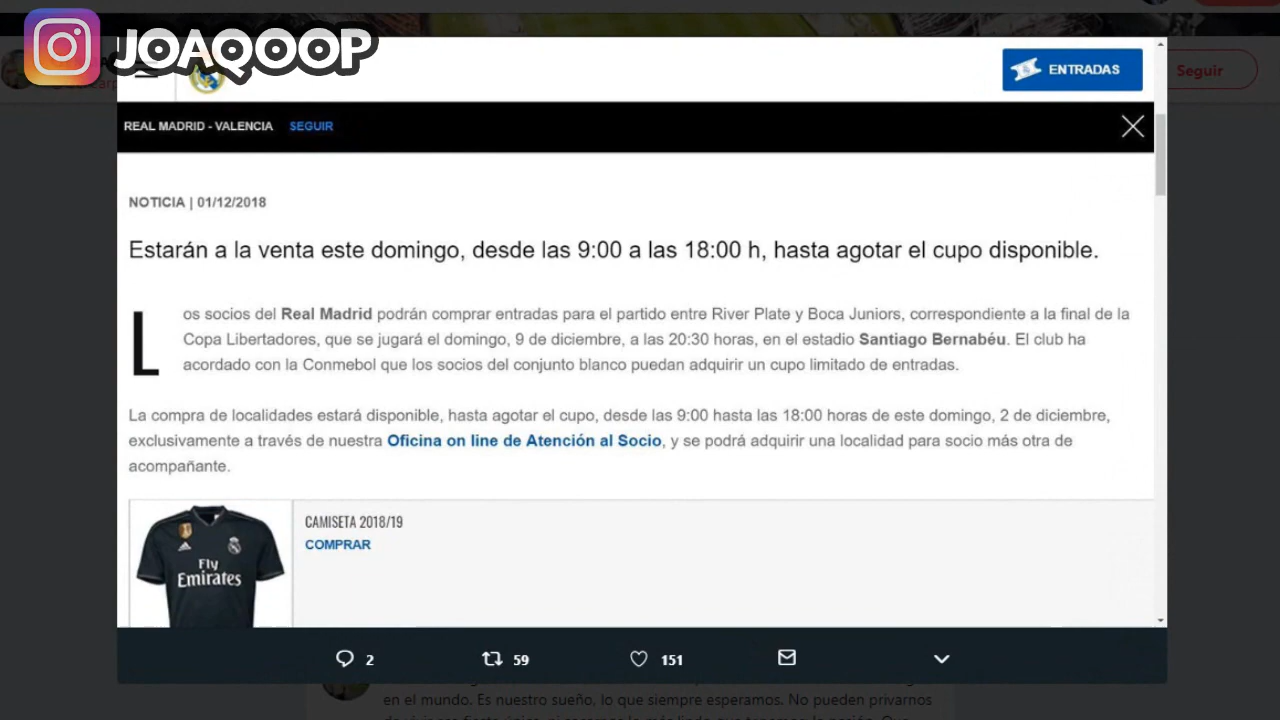 JOAQOOP
ENTRADAS
Seguir
REAL MADRID - VALENCIA SEGUIR
NOTICIA | 01/12/2018
Estarán a la venta este domingo, desde las 9:00 a las 18:00 h, hasta agotar el cupo disponible.
Los socios del Real Madrid podrán comprar entradas para el partido entre River Plate y Boca Juniors, correspondiente a la final de la
Copa Libertadores, que se jugará el domingo, 9 de diciembre, a las 20:30 horas, en el estadio Santiago Bernabéu. El club ha
acordado con la Conmebol que los socios del conjunto blanco puedan adquirir un cupo limitado de entradas.
La compra de localidades estará disponible, hasta agotar el cupo, desde las 9:00 hasta las 18:00 horas de este domingo, 2 de diciembre,
exclusivamente a través de nuestra Oficina on line de Atención al Socio, y se podrá adquirir una localidad para socio más otra de
acompañante.
CAMISETA 2018/19
COMPRAR
Fly
Emirates
2 59 151
en el mundo. Es nuestro sueño, lo que siempre esperamos. No pueden privarnos